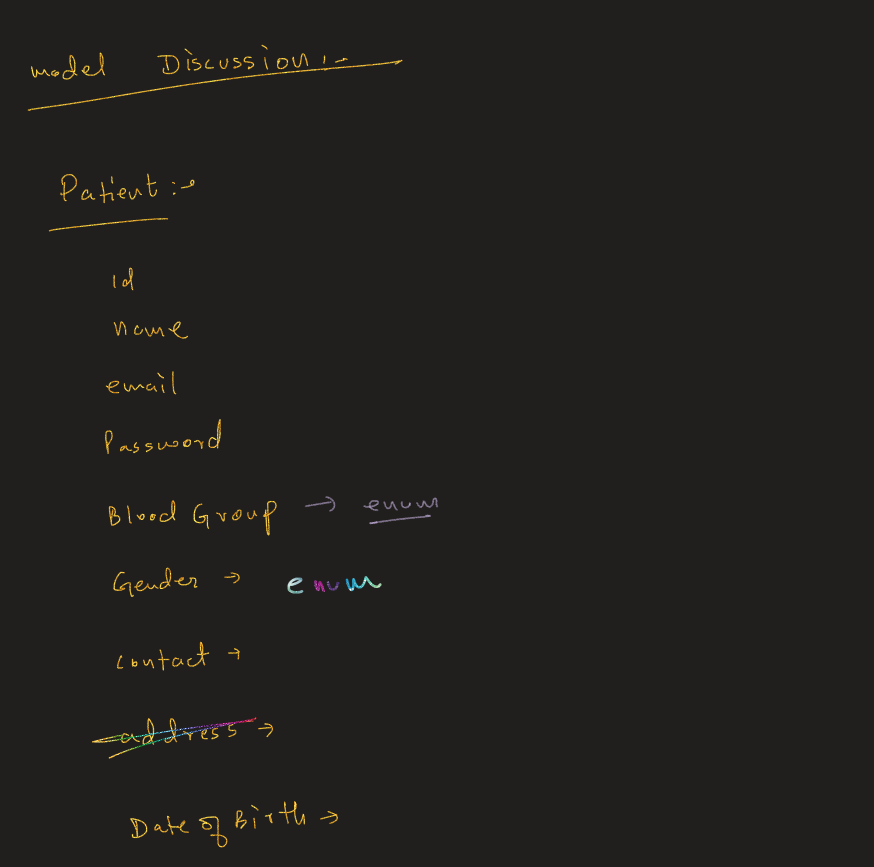 model Discussion :-
Patient :-
id
name
email
Password
Blood Group → enum
Gender → enum
contact →
address →
Date of Birth →